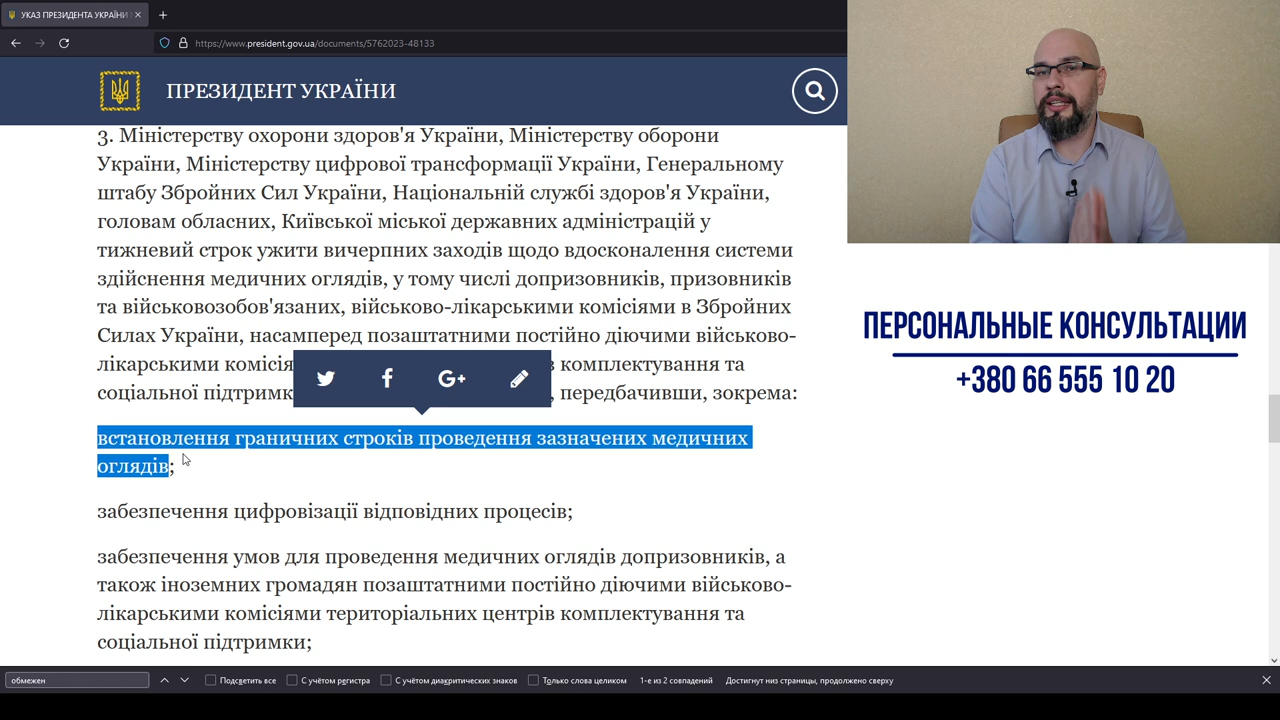 УКАЗ ПРЕЗИДЕНТА УКРАЇНИ
https://www.president.gov.ua/documents/5762023-48133
ПРЕЗИДЕНТ УКРАЇНИ
3. Міністерству охорони здоров'я України, Міністерству оборони
України, Міністерству цифрової трансформації України, Генеральному
штабу Збройних Сил України, Національній службі здоров'я України,
головам обласних, Київської міської державних адміністрацій у
тижневий строк ужити вичерпних заходів щодо вдосконалення системи
здійснення медичних оглядів, у тому числі допризовників, призовників
та військовозобов'язаних, військово-лікарськими комісіями в Збройних
Силах України, насамперед позаштатними постійно діючими військово-
лікарськими комісія комплектування та
соціальної підтримк , передбачивши, зокрема:
G+
встановлення граничних строків проведення зазначених медичних
оглядів;
забезпечення цифровізації відповідних процесів;
забезпечення умов для проведення медичних оглядів допризовників, а
також іноземних громадян позаштатними постійно діючими військово-
лікарськими комісіями територіальних центрів комплектування та
соціальної підтримки;
ПЕРСОНАЛЬНЫЕ КОНСУЛЬТАЦИИ
+380 66 555 10 20
обмежен Подсветить все С учётом регистра С учётом диакритических знаков Только слова целиком 1-е из 2 совпадений Достигнут низ страницы, продолжено сверху